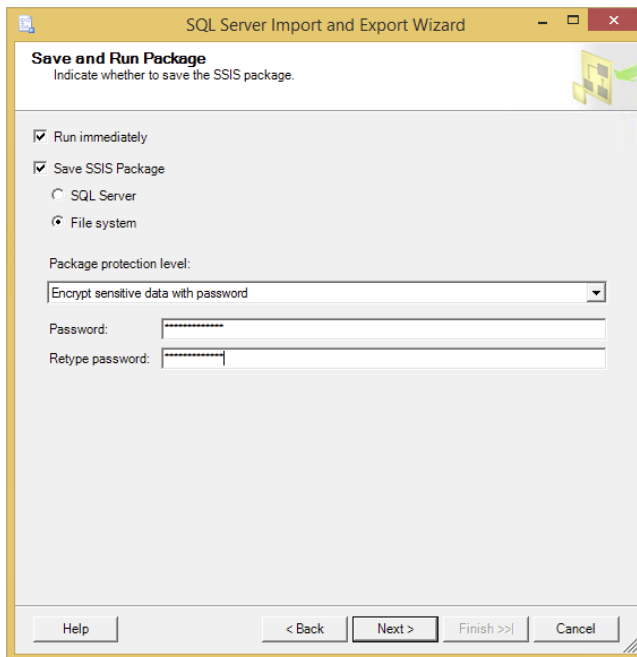 SQL Server Import and Export Wizard
Save and Run Package
Indicate whether to save the SSIS package.
Run immediately
Save SSIS Package
SQL Server
File system
Package protection level:
Encrypt sensitive data with password
Password: *************
Retype password: *************
Help < Back Next > Finish >>| Cancel